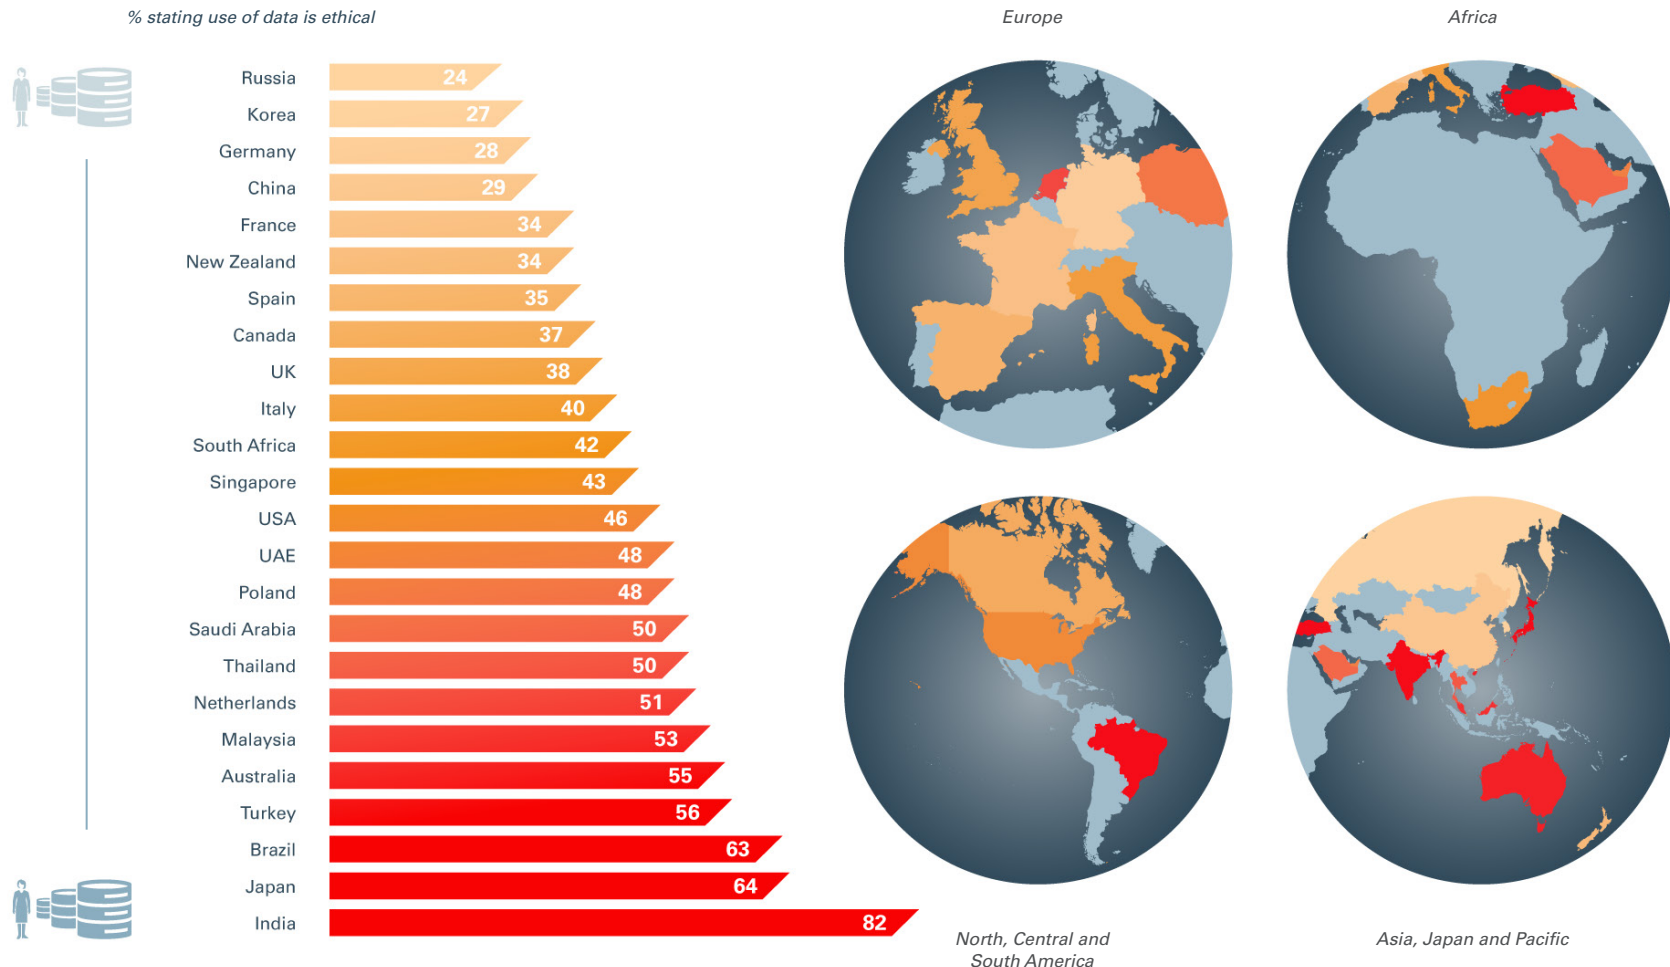 % stating use of data is ethical
Russia 24
Korea 27
Germany 28
China 29
France 34
New Zealand 34
Spain 35
Canada 37
UK 38
Italy 40
South Africa 42
Singapore 43
USA 46
UAE 48
Poland 48
Saudi Arabia 50
Thailand 50
Netherlands 51
Malaysia 53
Australia 55
Turkey 56
Brazil 63
Japan 64
India 82
Europe
Africa
North, Central and
South America
Asia, Japan and Pacific